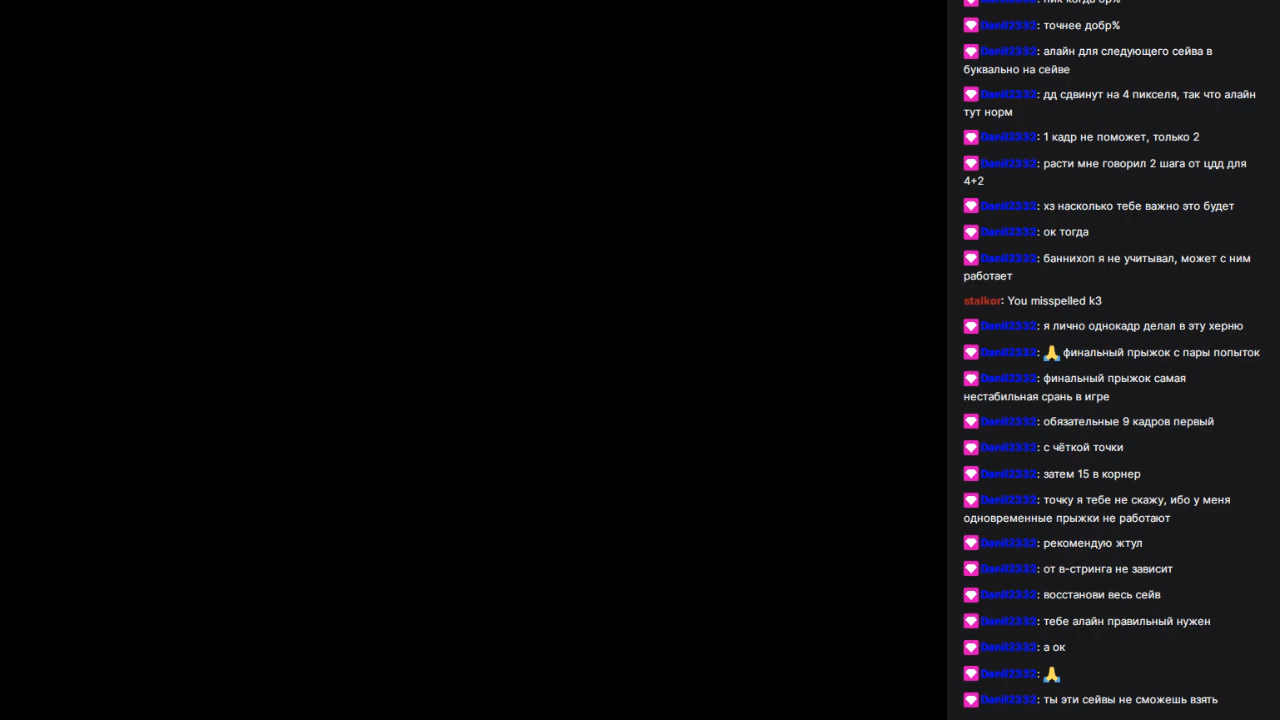 пик когда бр%
Danil2332: точнее добр%
Danil2332: алайн для следующего сейва в
буквально на сейве
Danil2332: дд сдвинут на 4 пикселя, так что алайн
тут норм
Danil2332: 1 кадр не поможет, только 2
Danil2332: расти мне говорил 2 шага от цдд для
4+2
Danil2332: хз насколько тебе важно это будет
Danil2332: ок тогда
Danil2332: баннихоп я не учитывал, может с ним
работает
stalkor: You misspelled k3
Danil2332: я лично однокадр делал в эту херню
Danil2332: 🙏 финальный прыжок с пары попыток
Danil2332: финальный прыжок самая
нестабильная срань в игре
Danil2332: обязательные 9 кадров первый
Danil2332: с чёткой точки
Danil2332: затем 15 в корнер
Danil2332: точку я тебе не скажу, ибо у меня
одновременные прыжки не работают
Danil2332: рекомендую жтул
Danil2332: от в-стринга не зависит
Danil2332: восстанови весь сейв
Danil2332: тебе алайн правильный нужен
Danil2332: а ок
Danil2332: 🙏
Danil2332: ты эти сейвы не сможешь взять